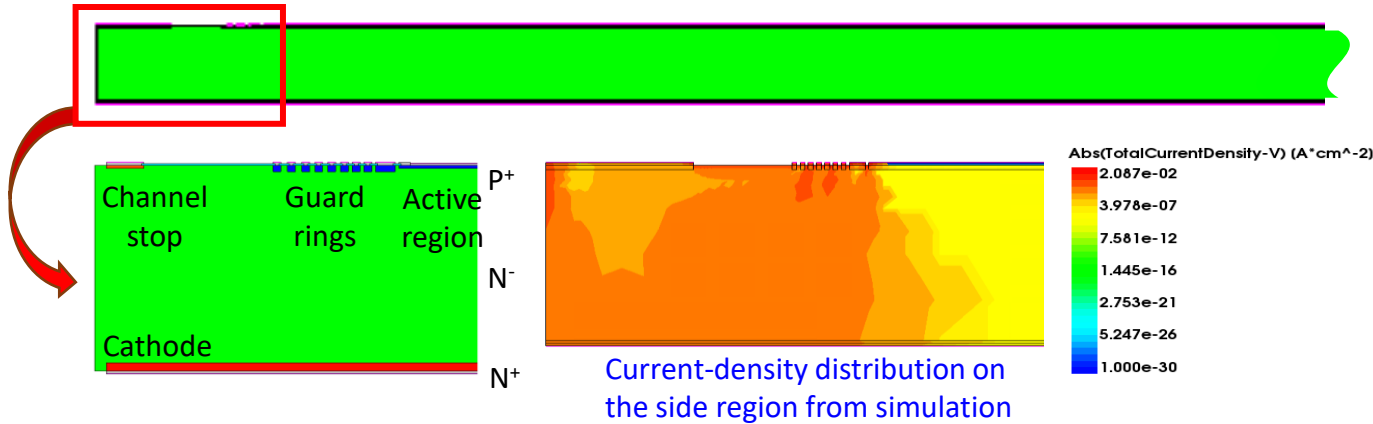 Channel
stop
Guard
rings
Active
region
P+
N-
Cathode
N+
Current-density distribution on
the side region from simulation
Abs(TotalCurrentDensity-V) [A*cm^-2]
2.087e-02
3.978e-07
7.581e-12
1.445e-16
2.753e-21
5.247e-26
1.000e-30